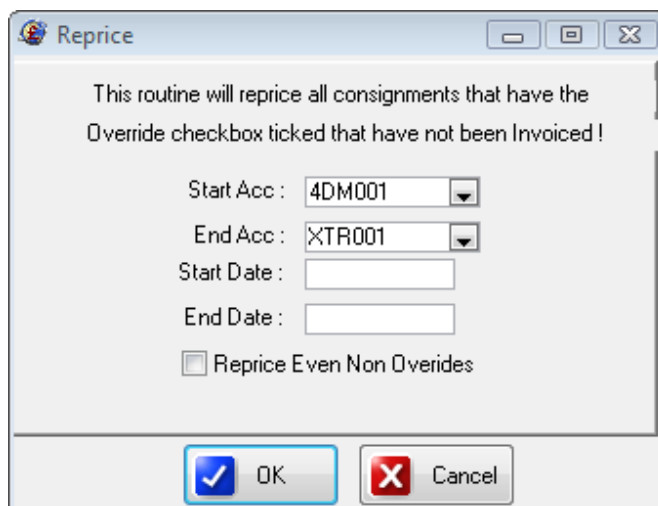 Reprice
This routine will reprice all consignments that have the
Override checkbox ticked that have not been Invoiced !
Start Acc : 4DM001
End Acc : XTR001
Start Date :
End Date :
Reprice Even Non Overides
OK Cancel